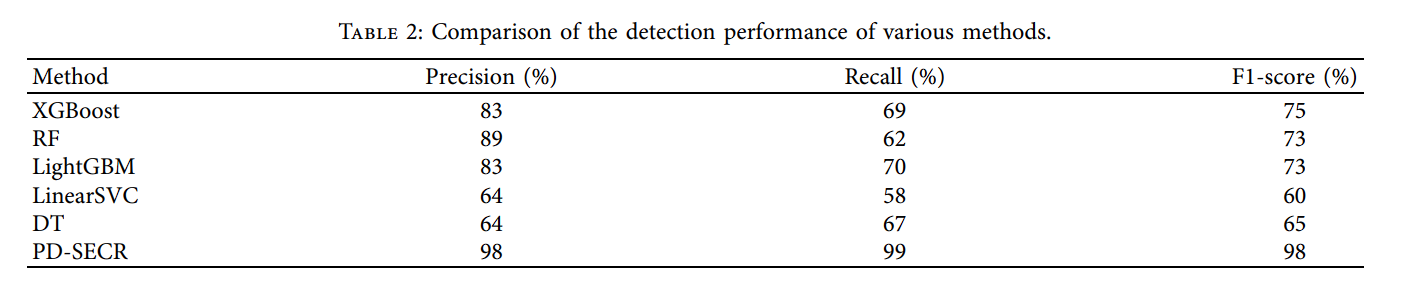 TABLE 2: Comparison of the detection performance of various methods.
Method Precision (%) Recall (%) F1-score (%)
XGBoost 83 69 75
RF 89 62 73
LightGBM 83 70 73
LinearSVC 64 58 60
DT 64 67 65
PD-SECR 98 99 98